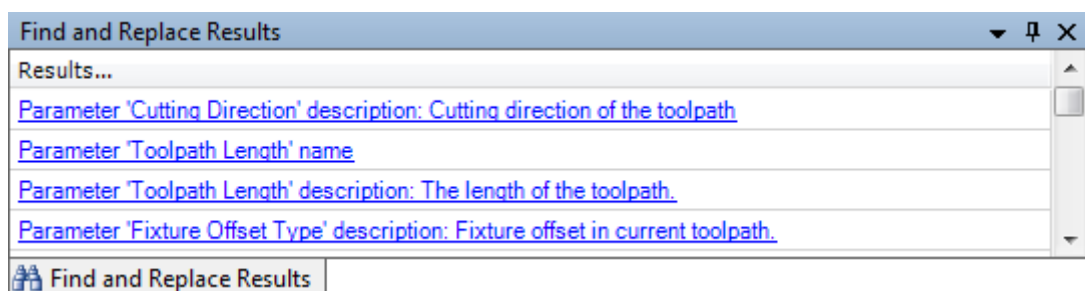 Find and Replace Results
Results...
Parameter 'Cutting Direction' description: Cutting direction of the toolpath
Parameter 'Toolpath Length' name
Parameter 'Toolpath Length' description: The length of the toolpath.
Parameter 'Fixture Offset Type' description: Fixture offset in current toolpath.
Find and Replace Results